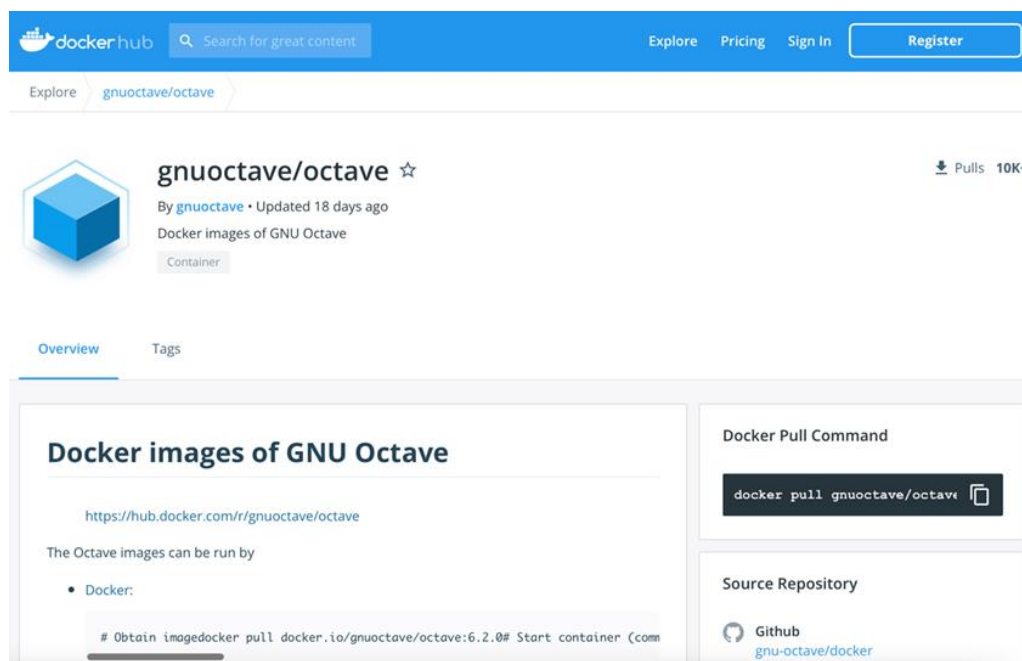 dockerhub Search for great content Explore Pricing Sign In Register
Explore gnuoctave/octave
gnuoctave/octave
Pulls 10K
By gnuoctave • Updated 18 days ago
Docker images of GNU Octave
Container
Overview Tags
Docker images of GNU Octave
https://hub.docker.com/r/gnuoctave/octave
The Octave images can be run by
• Docker:
# Obtain imagedocker pull docker.io/gnuoctave/octave:6.2.0# Start container (comm
Docker Pull Command
docker pull gnuoctave/octave
Source Repository
Github
gnu-octave/docker